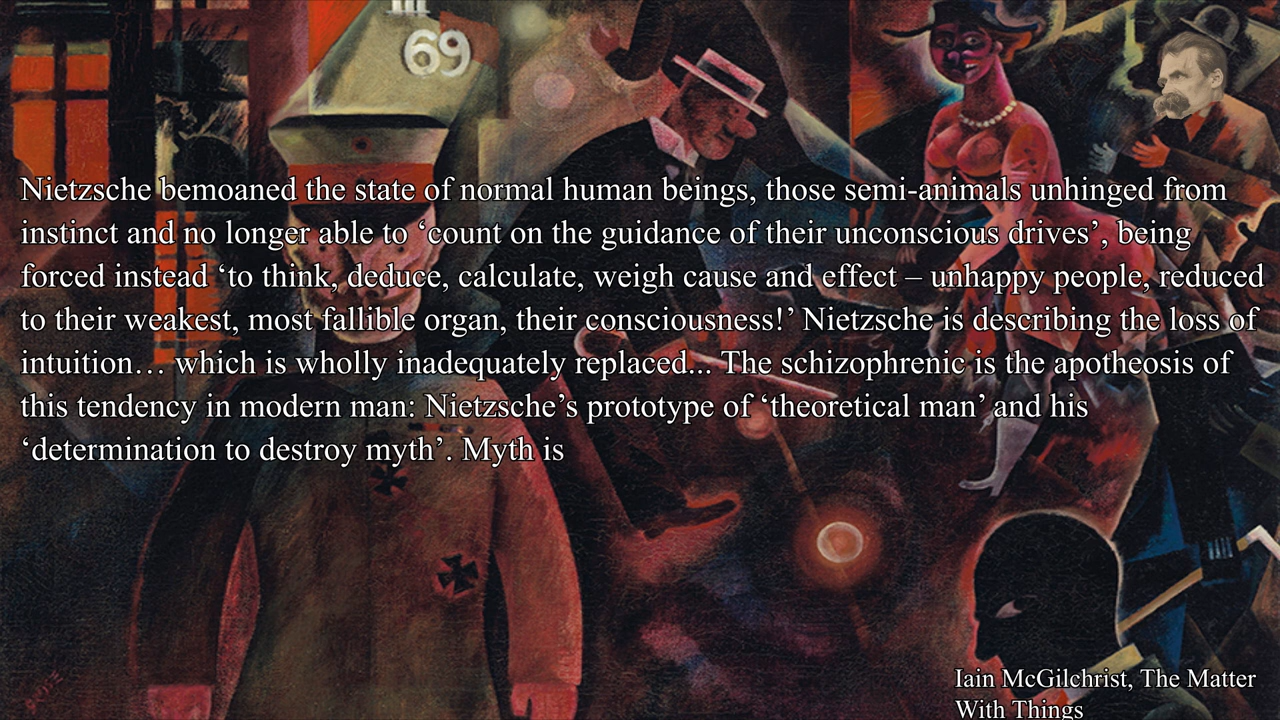 69
Nietzsche bemoaned the state of normal human beings, those semi-animals unhinged from
instinct and no longer able to ‘count on the guidance of their unconscious drives’, being
forced instead ‘to think, deduce, calculate, weigh cause and effect – unhappy people, reduced
to their weakest, most fallible organ, their consciousness!’ Nietzsche is describing the loss of
intuition… which is wholly inadequately replaced... The schizophrenic is the apotheosis of
this tendency in modern man: Nietzsche’s prototype of ‘theoretical man’ and his
‘determination to destroy myth’. Myth is
Iain McGilchrist, The Matter
With Things